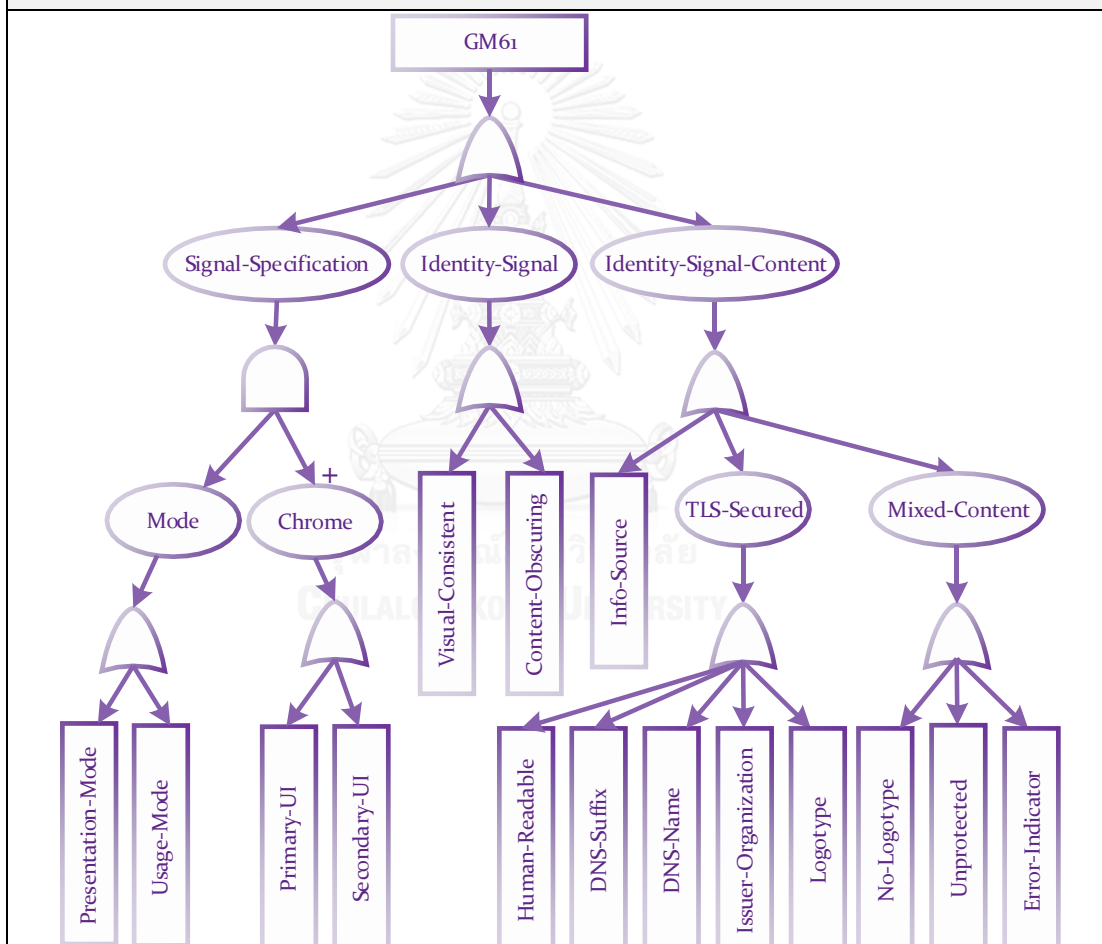 GM61
Signal-Specification
Identity-Signal
Identity-Signal-Content
+
Mode
Chrome
Visual-Consistent
Content-Obscuring
Info-Source
TLS-Secured
Mixed-Content
Presentation-Mode
Usage-Mode
Primary-UI
Secondary-UI
Human-Readable
DNS-Suffix
DNS-Name
Issuer-Organization
Logotype
No-Logotype
Unprotected
Error-Indicator